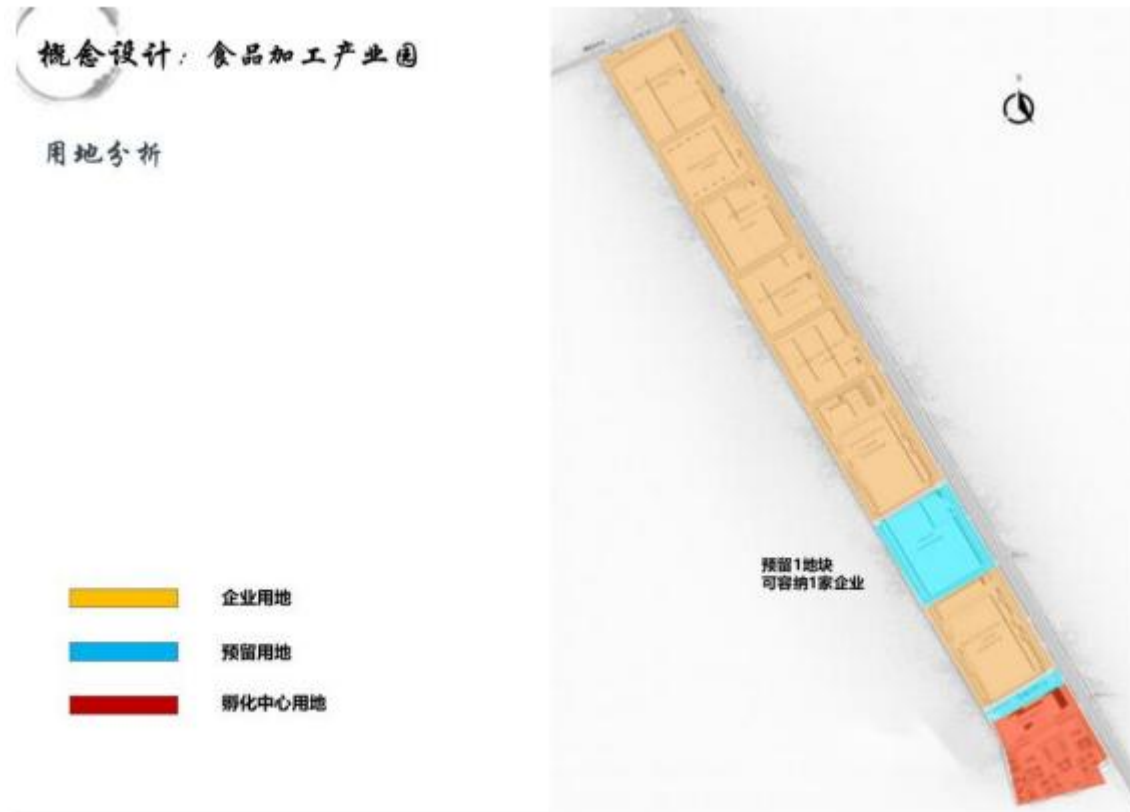 概念设计：食品加工产业园
用地分析
预留1地块
可容纳1家企业
企业用地
预留用地
孵化中心用地